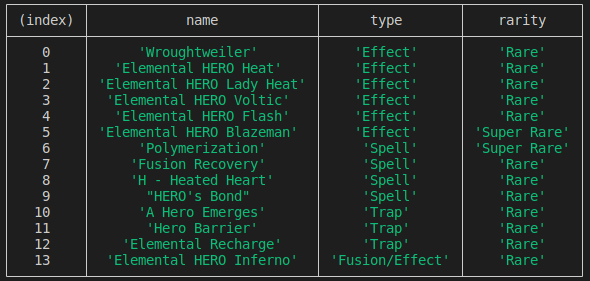 (index) name type rarity
0 'Wroughtweiler' 'Effect' 'Rare'
1 'Elemental HERO Heat' 'Effect' 'Rare'
2 'Elemental HERO Lady Heat' 'Effect' 'Rare'
3 'Elemental HERO Voltic' 'Effect' 'Rare'
4 'Elemental HERO Flash' 'Effect' 'Rare'
5 'Elemental HERO Blazeman' 'Effect' 'Super Rare'
6 'Polymerization' 'Spell' 'Super Rare'
7 'Fusion Recovery' 'Spell' 'Rare'
8 'H - Heated Heart' 'Spell' 'Rare'
9 "HERO's Bond" 'Spell' 'Rare'
10 'A Hero Emerges' 'Trap' 'Rare'
11 'Hero Barrier' 'Trap' 'Rare'
12 'Elemental Recharge' 'Trap' 'Rare'
13 'Elemental HERO Inferno' 'Fusion/Effect' 'Rare'